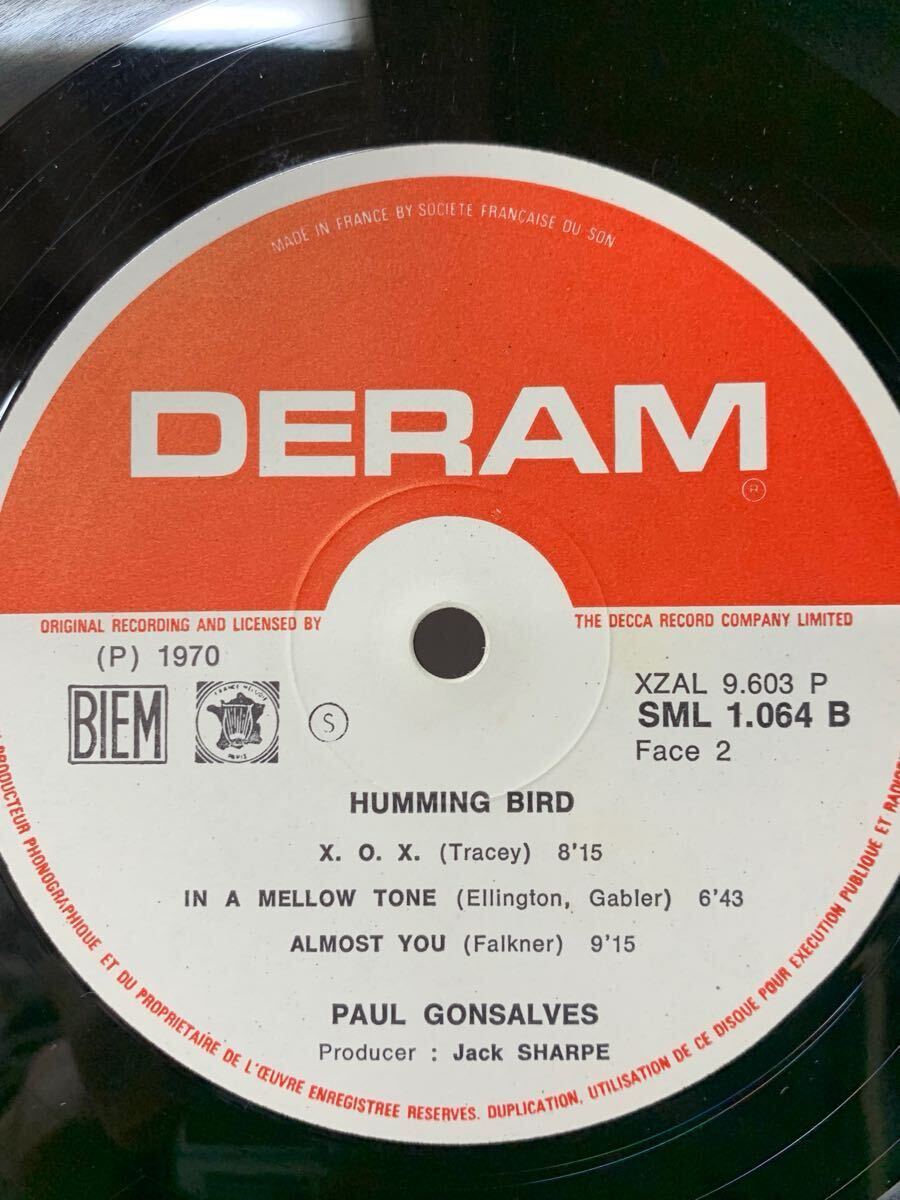 MADE IN FRANCE BY SOCIETE FRANCAISE DU SON
DERAM
R
ORIGINAL RECORDING AND LICENSED BY
THE DECCA RECORD COMPANY LIMITED
(P) 1970
BIEM
FRANCE MELODIE
PARIS
S
XZAL 9.603 P
SML 1.064 B
Face 2
HUMMING BIRD
X. O. X. (Tracey) 8'15
IN A MELLOW TONE (Ellington, Gabler) 6'43
ALMOST YOU (Falkner) 9'15
PAUL GONSALVES
Producer : Jack SHARPE
PRODUCTEUR PHONOGRAPHIQUE ET DU PROPRIETAIRE DE L'ŒUVRE ENREGISTREE RESERVES. DUPLICATION, UTILISATION DE CE DISQUE POUR EXECUTION PUBLIQUE ET